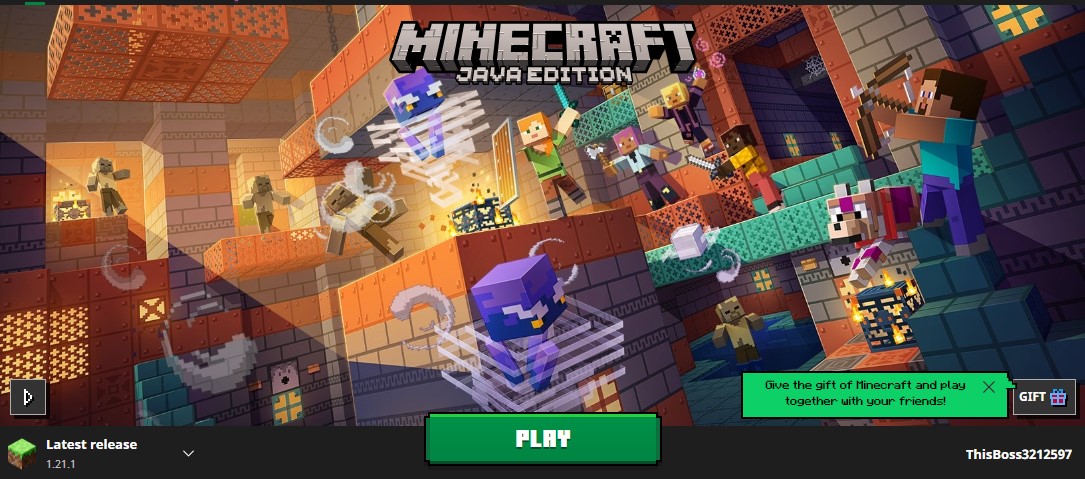 MINECRAFT
JAVA EDITION
Give the gift of Minecraft and play
together with your friends!
GIFT
Latest release
1.21.1
PLAY
ThisBoss3212597